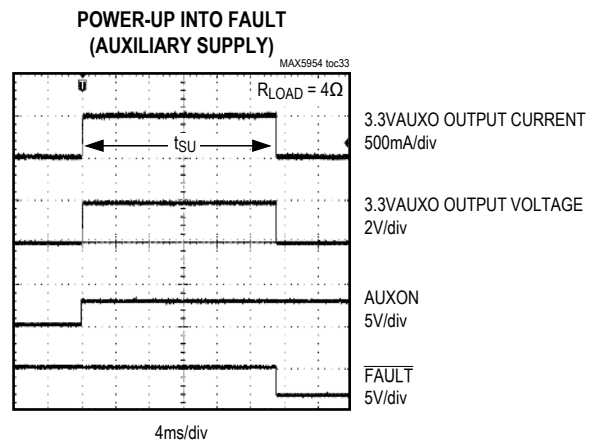 POWER-UP INTO FAULT
(AUXILIARY SUPPLY)
MAX5954 toc33
RLOAD = 4Ω
3.3VAUXO OUTPUT CURRENT
500mA/div
tSU
3.3VAUXO OUTPUT VOLTAGE
2V/div
AUXON
5V/div
FAULT
5V/div
4ms/div